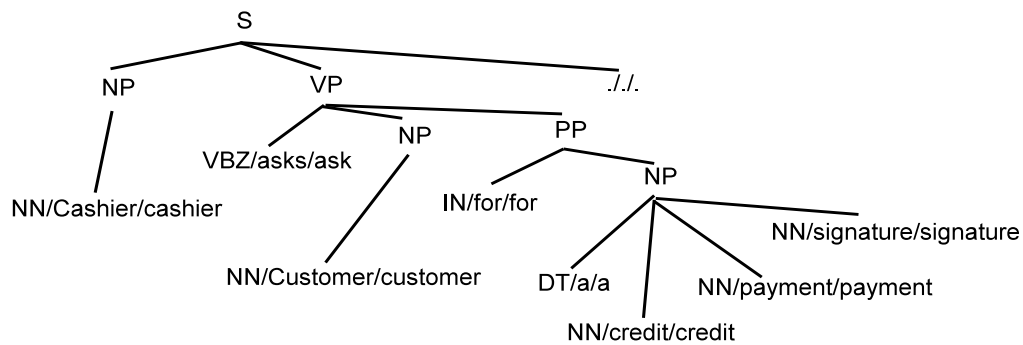 S
NP
VP
././.
VBZ/asks/ask
NP
PP
NN/Cashier/cashier
IN/for/for
NP
NN/Customer/customer
DT/a/a
NN/signature/signature
NN/payment/payment
NN/credit/credit